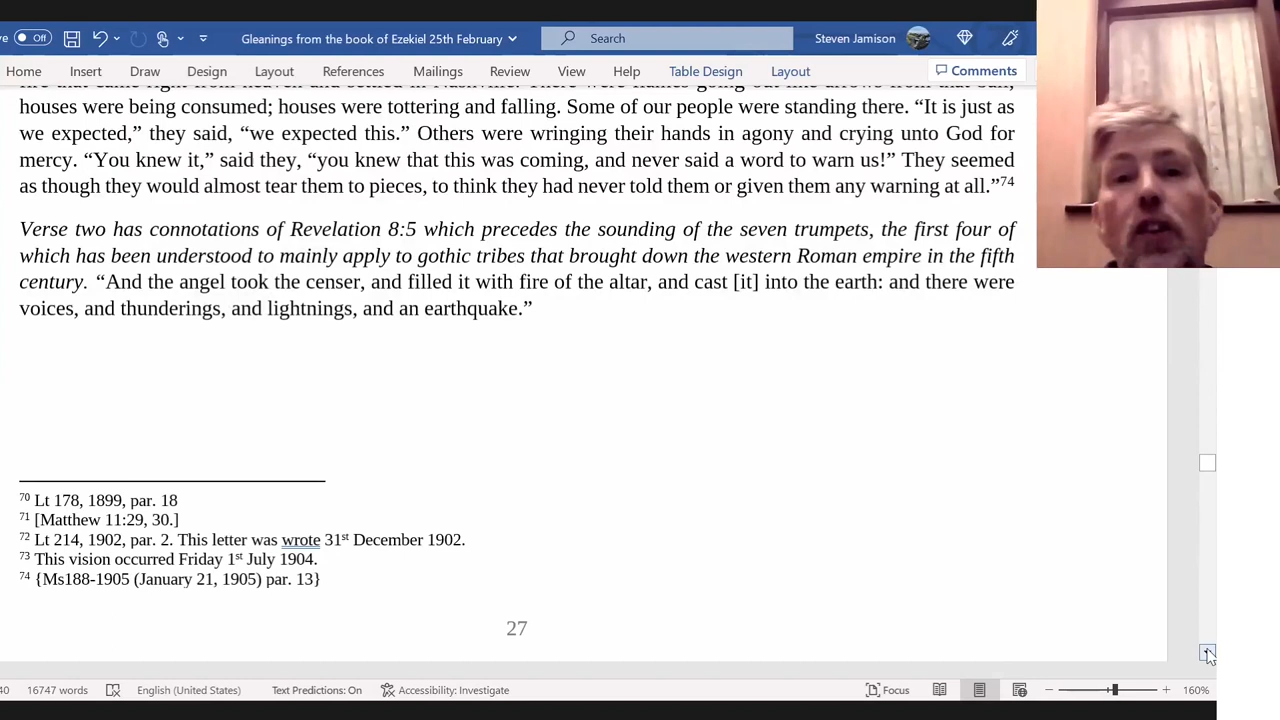 Off
Gleanings from the book of Ezekiel 25th February
Search
Steven Jamison
Home Insert Draw Design Layout References Mailings Review View Help Table Design Layout Comments
houses were being consumed; houses were tottering and falling. Some of our people were standing there. “It is just as
we expected,” they said, “we expected this.” Others were wringing their hands in agony and crying unto God for
mercy. “You knew it,” said they, “you knew that this was coming, and never said a word to warn us!” They seemed
as though they would almost tear them to pieces, to think they had never told them or given them any warning at all.”74
Verse two has connotations of Revelation 8:5 which precedes the sounding of the seven trumpets, the first four of
which has been understood to mainly apply to gothic tribes that brought down the western Roman empire in the fifth
century. “And the angel took the censer, and filled it with fire of the altar, and cast [it] into the earth: and there were
voices, and thunderings, and lightnings, and an earthquake.”
70 Lt 178, 1899, par. 18
71 [Matthew 11:29, 30.]
72 Lt 214, 1902, par. 2. This letter was wrote 31st December 1902.
73 This vision occurred Friday 1st July 1904.
74 {Ms188-1905 (January 21, 1905) par. 13}
27
40 16747 words English (United States) Text Predictions: On Accessibility: Investigate Focus 160%